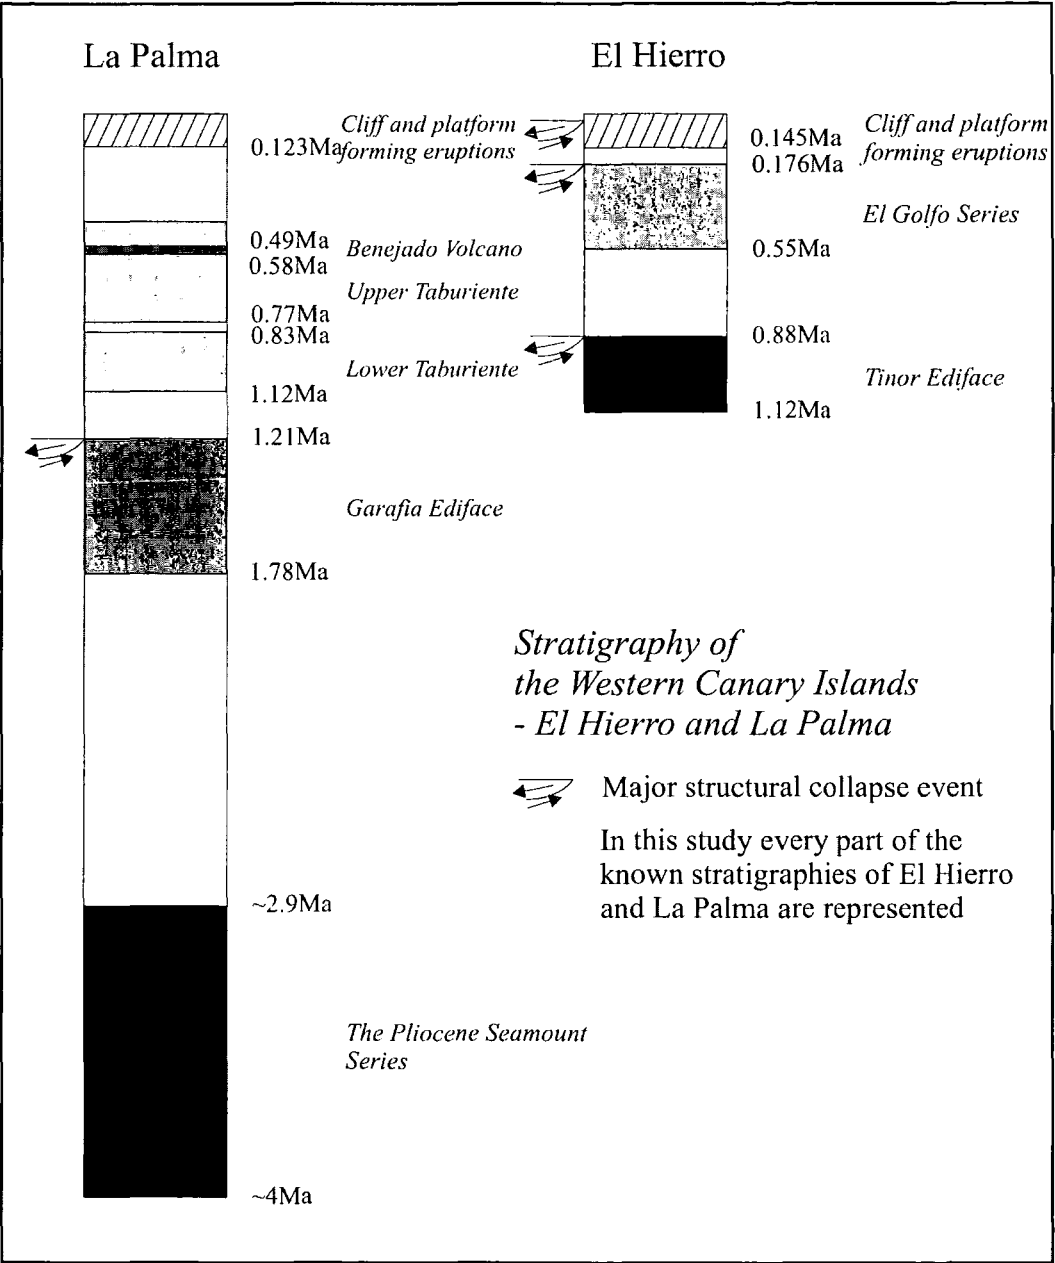 La Palma
Cliff and platform
forming eruptions
0.123Ma
0.49Ma
Benejado Volcano
0.58Ma
Upper Taburiente
0.77Ma
0.83Ma
Lower Taburiente
1.12Ma
1.21Ma
Garafia Ediface
1.78Ma
~2.9Ma
The Pliocene Seamount
Series
~4Ma
El Hierro
Cliff and platform
forming eruptions
0.145Ma
0.176Ma
El Golfo Series
0.55Ma
0.88Ma
Tinor Ediface
1.12Ma
Stratigraphy of
the Western Canary Islands
- El Hierro and La Palma
Major structural collapse event
In this study every part of the
known stratigraphies of El Hierro
and La Palma are represented